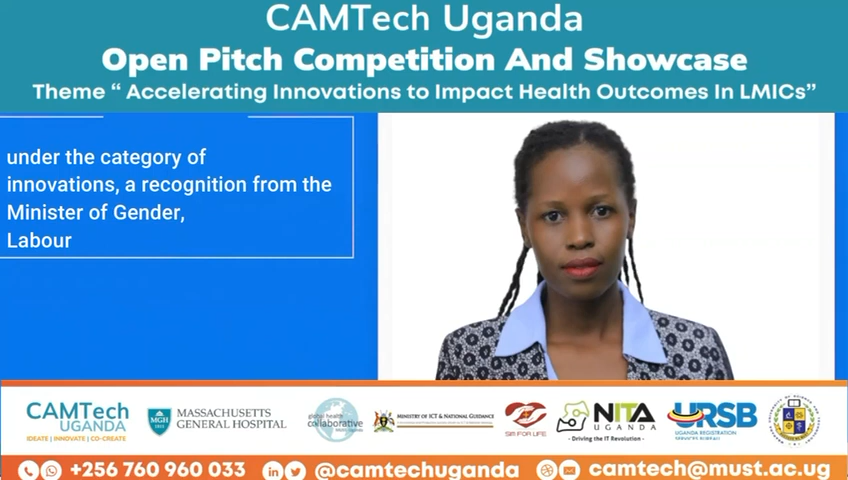 CAMTech Uganda
Open Pitch Competition And Showcase
Theme “ Accelerating Innovations to Impact Health Outcomes In LMICs”
under the category of
innovations, a recognition from the
Minister of Gender,
Labour
CAMTech
UGANDA
IDEATE | INNOVATE | CO-CREATE
MGH
1811
MASSACHUSETTS
GENERAL HOSPITAL
global health
collaborative
MINISTRY OF ICT & NATIONAL GUIDANCE
SIM FOR LIFE
NITA
UGANDA
- Driving the IT Revolution -
URSB
UGANDA REGISTRATION
SERVICES BUREAU
+256 760 960 033
@camtechuganda
camtech@must.ac.ug